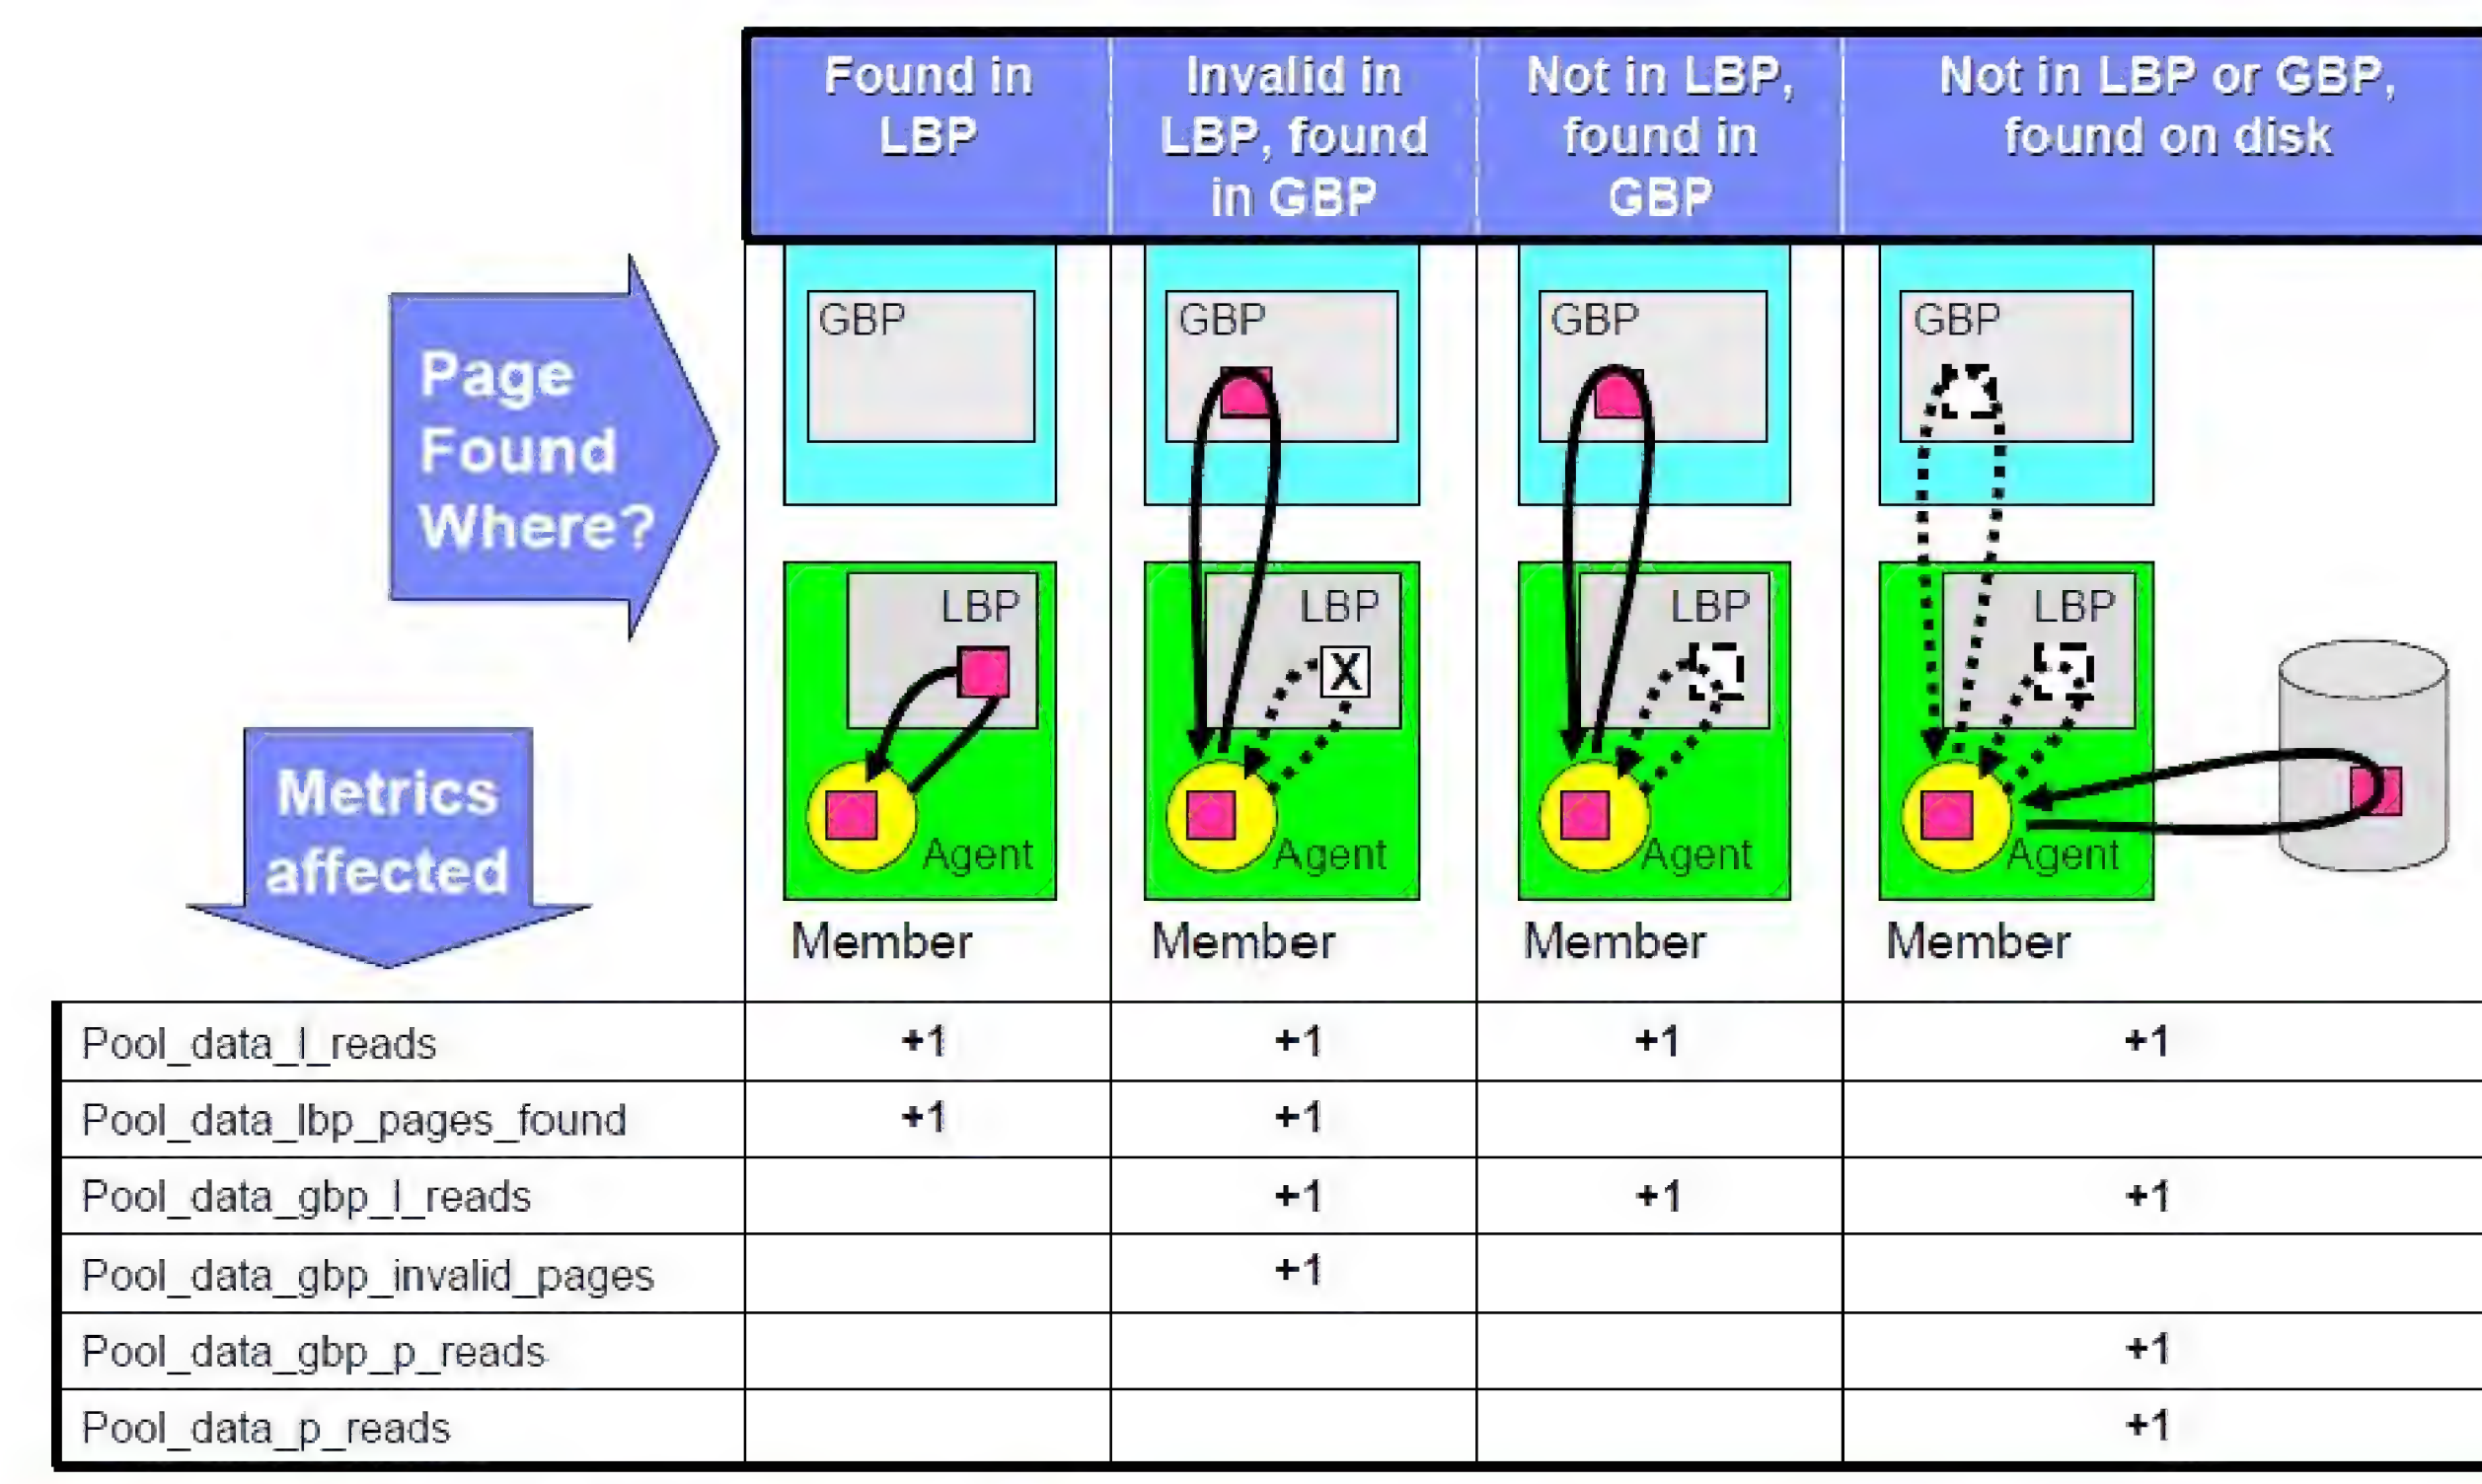 Found in
LBP
Invalid in
LBP, found
in GBP
Not in LBP,
found in
GBP
Not in LBP or GBP,
found on disk
Page
Found
Where?
GBP
GBP
GBP
GBP
LBP
LBP
X
LBP
LBP
Agent
Agent
Agent
Agent
Member
Member
Member
Member
Metrics
affected
Pool_data_l_reads +1 +1 +1 +1
Pool_data_lbp_pages_found +1 +1
Pool_data_gbp_l_reads +1 +1 +1
Pool_data_gbp_invalid_pages +1
Pool_data_gbp_p_reads +1
Pool_data_p_reads +1